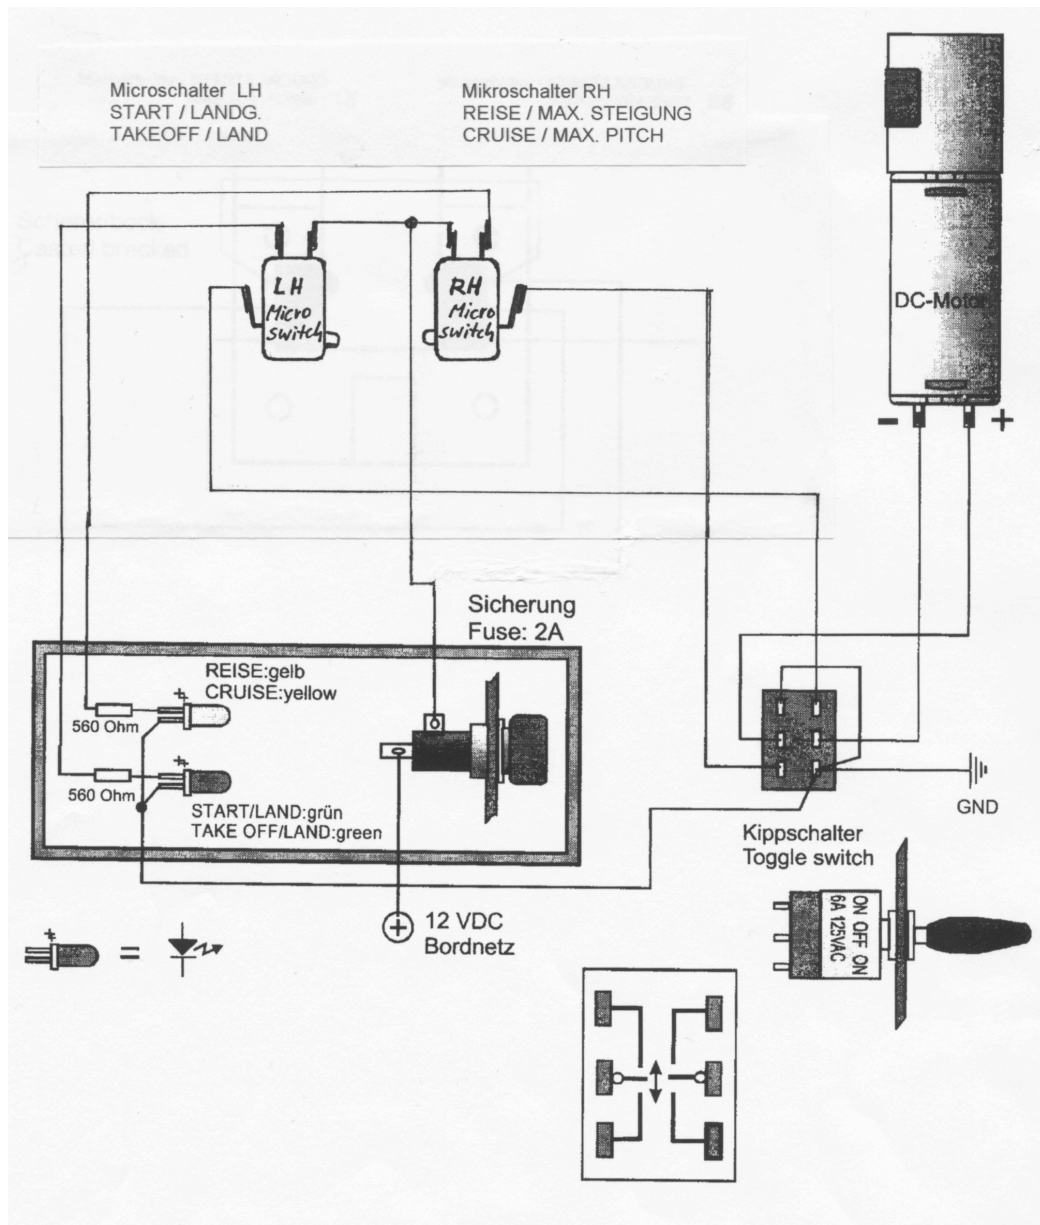 Microschalter LH
START / LANDG.
TAKEOFF / LAND
Mikroschalter RH
REISE / MAX. STEIGUNG
CRUISE / MAX. PITCH
LH
Micro
switch
RH
Micro
switch
DC-Motor
- +
Sicherung
Fuse: 2A
REISE:gelb
CRUISE:yellow
+
560 Ohm
+
560 Ohm
START/LAND:grün
TAKE OFF/LAND:green
GND
Kippschalter
Toggle switch
ON OFF ON
6A 125VAC
+
12 VDC
Bordnetz
+
=